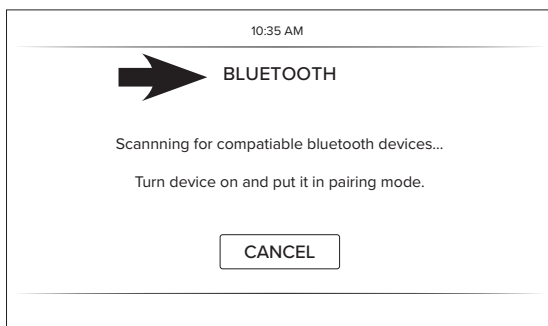 10:35 AM
BLUETOOTH
Scannning for compatiable bluetooth devices...
Turn device on and put it in pairing mode.
CANCEL